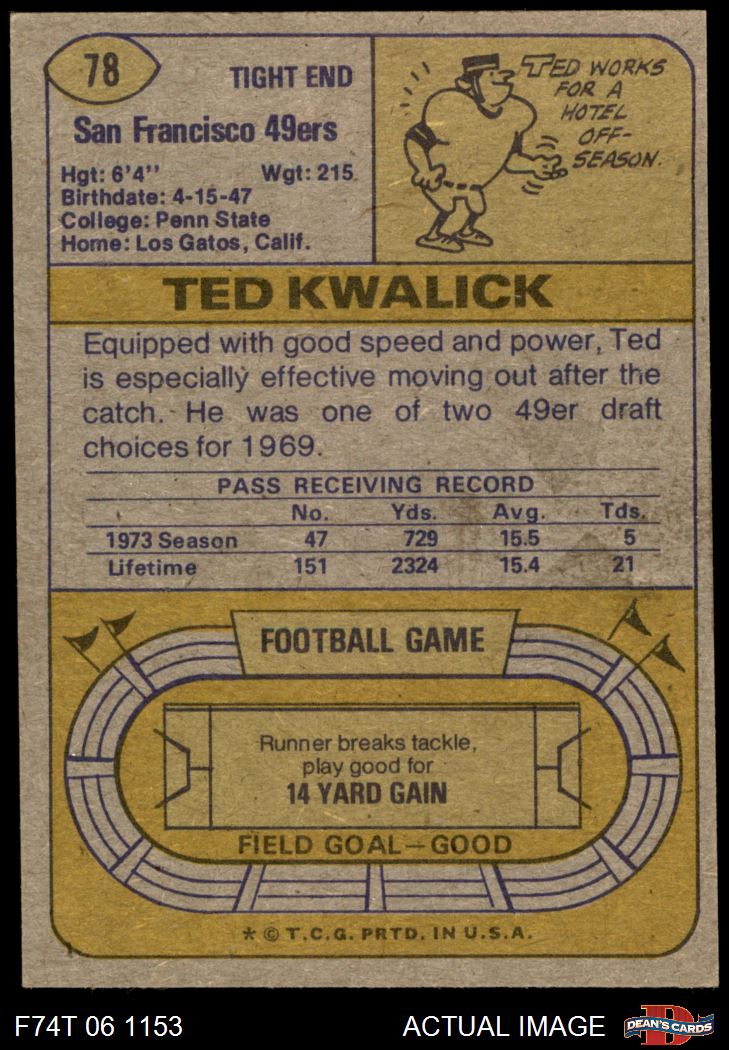 78
TIGHT END
San Francisco 49ers
Hgt: 6'4" Wgt: 215
Birthdate: 4-15-47
College: Penn State
Home: Los Gatos, Calif.
TED WORKS
FOR A
HOTEL
OFF-
SEASON.
TED KWALICK
Equipped with good speed and power, Ted
is especially effective moving out after the
catch. He was one of two 49er draft
choices for 1969.
PASS RECEIVING RECORD
No. Yds. Avg. Tds.
1973 Season 47 729 15.5 5
Lifetime 151 2324 15.4 21
FOOTBALL GAME
Runner breaks tackle,
play good for
14 YARD GAIN
FIELD GOAL—GOOD
* © T.C.G. PRTD. IN U.S.A.
F74T 06 1153 ACTUAL IMAGE
D
DEAN'S CARDS